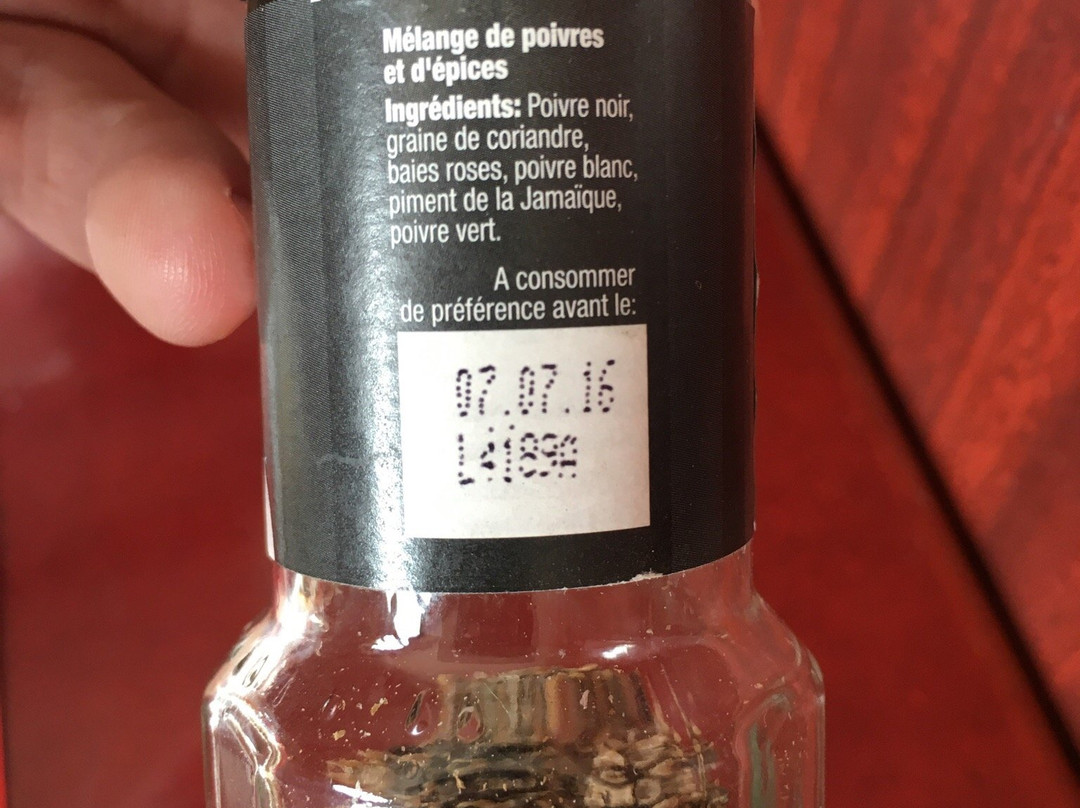 Mélange de poivres
et d'épices
Ingrédients: Poivre noir,
graine de coriandre,
baies roses, poivre blanc,
piment de la Jamaïque,
poivre vert.
A consommer
de préférence avant le:
07.07.16
L4189A